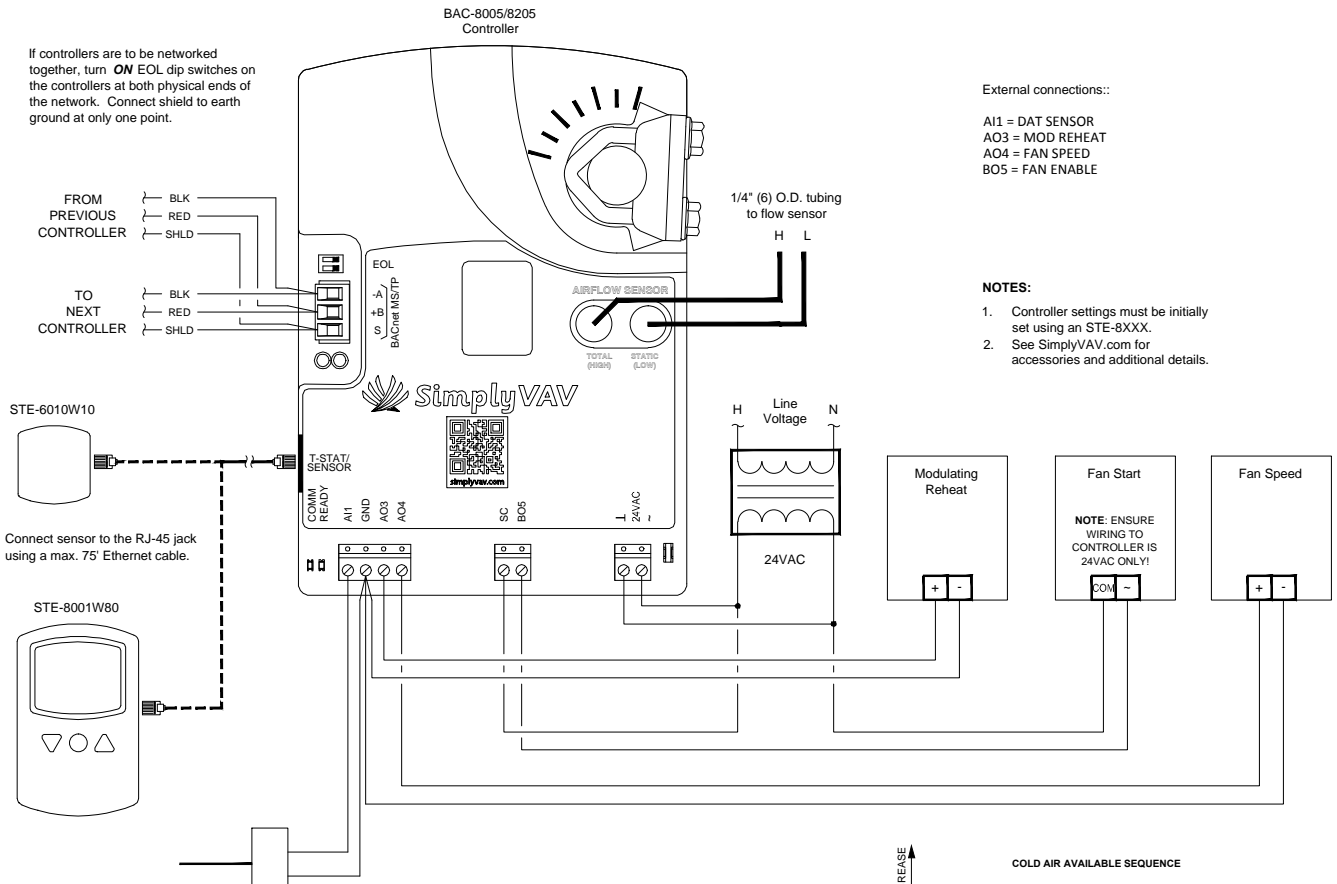 BAC-8005/8205
Controller
If controllers are to be networked
together, turn ON EOL dip switches on
the controllers at both physical ends of
the network. Connect shield to earth
ground at only one point.
External connections::
AI1 = DAT SENSOR
AO3 = MOD REHEAT
AO4 = FAN SPEED
BO5 = FAN ENABLE
FROM
PREVIOUS
CONTROLLER
BLK
RED
SHLD
TO
NEXT
CONTROLLER
BLK
RED
SHLD
EOL
-A
+B
S
BACnet MS/TP
1/4" (6) O.D. tubing
to flow sensor
H L
AIRFLOW SENSOR
TOTAL
(HIGH)
STATIC
(LOW)
NOTES:
1. Controller settings must be initially
set using an STE-8XXX.
2. See SimplyVAV.com for
accessories and additional details.
SimplyVAV
simplyvav.com
STE-6010W10
T-STAT/
SENSOR
COMM
READY
AI1
GND
AO3
AO4
SC
BO5
⊥
24VAC
~
H
Line
Voltage
N
24VAC
Modulating
Reheat
+ -
Fan Start
NOTE: ENSURE
WIRING TO
CONTROLLER IS
24VAC ONLY!
COM ~
Fan Speed
+ -
Connect sensor to the RJ-45 jack
using a max. 75' Ethernet cable.
STE-8001W80
REASE
COLD AIR AVAILABLE SEQUENCE